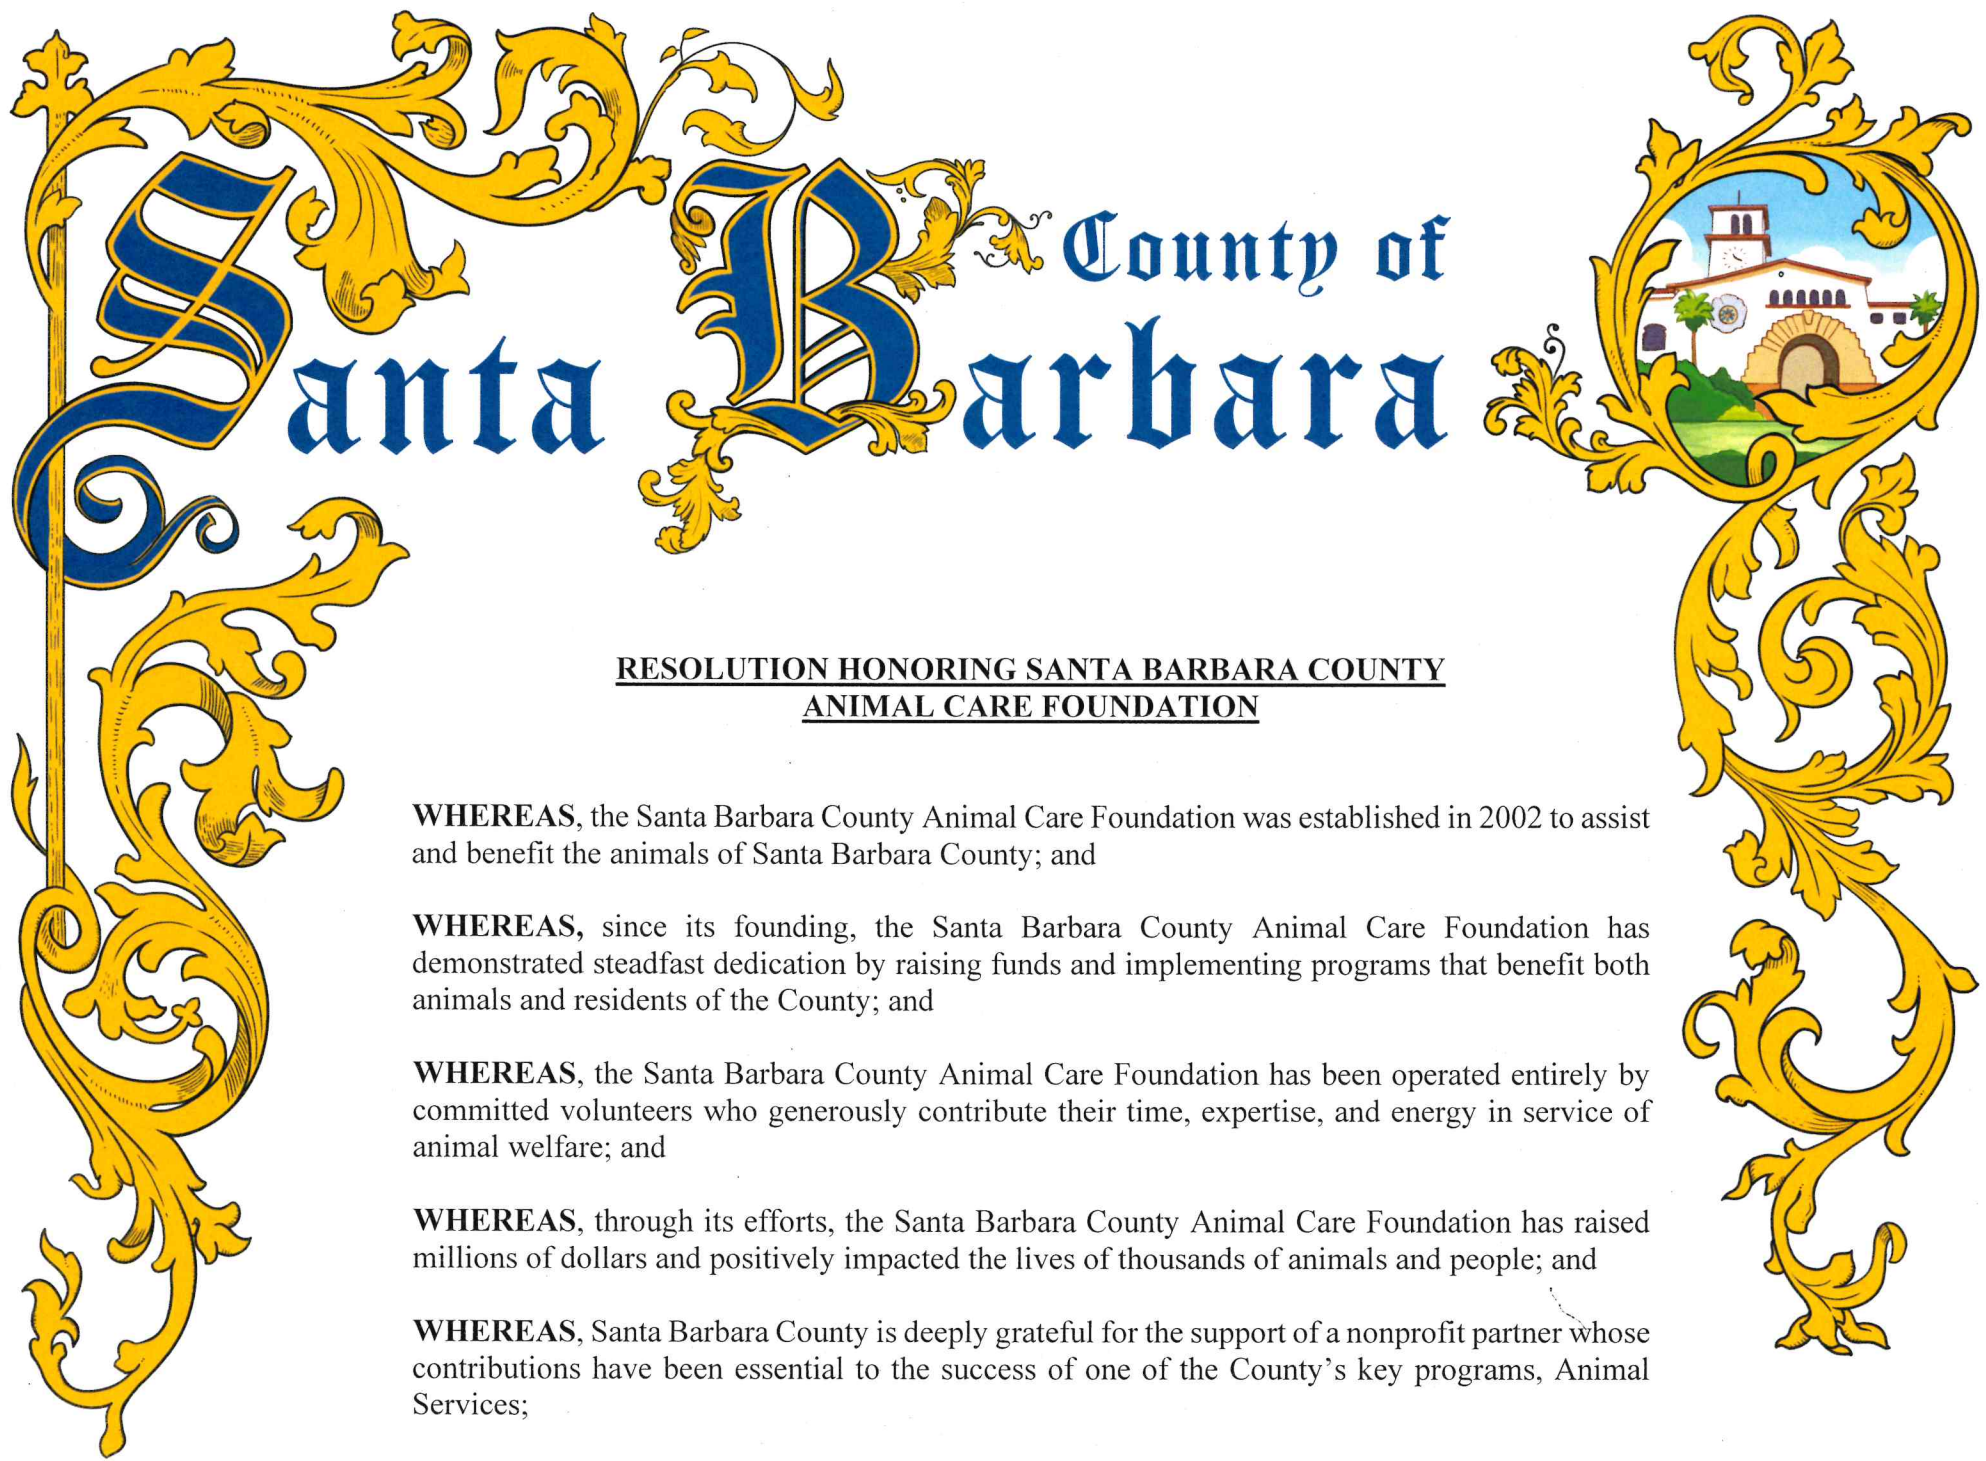 County of
Santa Barbara
RESOLUTION HONORING SANTA BARBARA COUNTY
ANIMAL CARE FOUNDATION
WHEREAS, the Santa Barbara County Animal Care Foundation was established in 2002 to assist
and benefit the animals of Santa Barbara County; and
WHEREAS, since its founding, the Santa Barbara County Animal Care Foundation has
demonstrated steadfast dedication by raising funds and implementing programs that benefit both
animals and residents of the County; and
WHEREAS, the Santa Barbara County Animal Care Foundation has been operated entirely by
committed volunteers who generously contribute their time, expertise, and energy in service of
animal welfare; and
WHEREAS, through its efforts, the Santa Barbara County Animal Care Foundation has raised
millions of dollars and positively impacted the lives of thousands of animals and people; and
WHEREAS, Santa Barbara County is deeply grateful for the support of a nonprofit partner whose
contributions have been essential to the success of one of the County's key programs, Animal
Services;